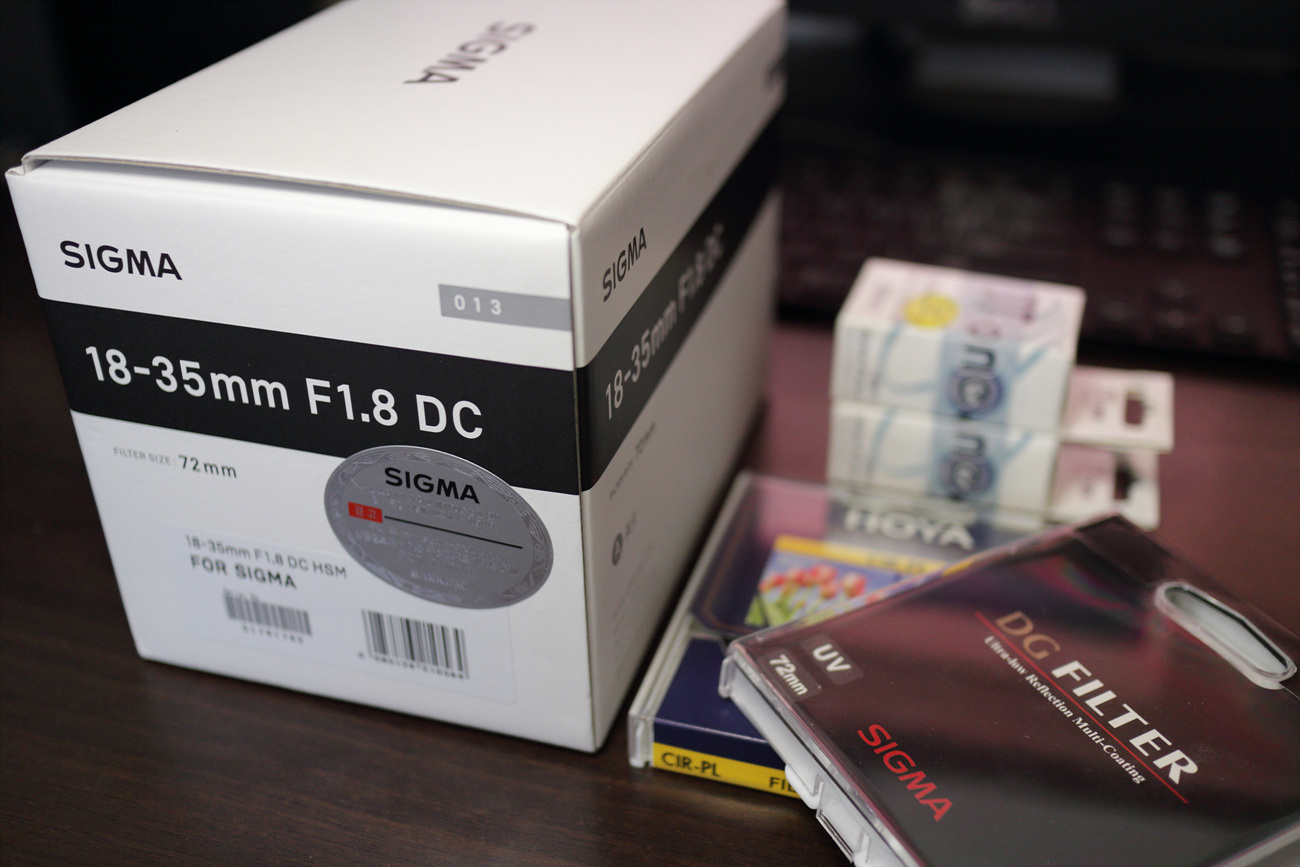 SIGMA
SIGMA
013
18-35mm F1.8 DC
FILTER SIZE : 72mm
SIGMA
경고
18-35mm F1.8 DC HSM
FOR SIGMA
SIGMA
18-35mm F1.8 DC
HOYA
CIR-PL
UV
72mm
DG FILTER
Ultra-low Reflection Multi-Coating
SIGMA